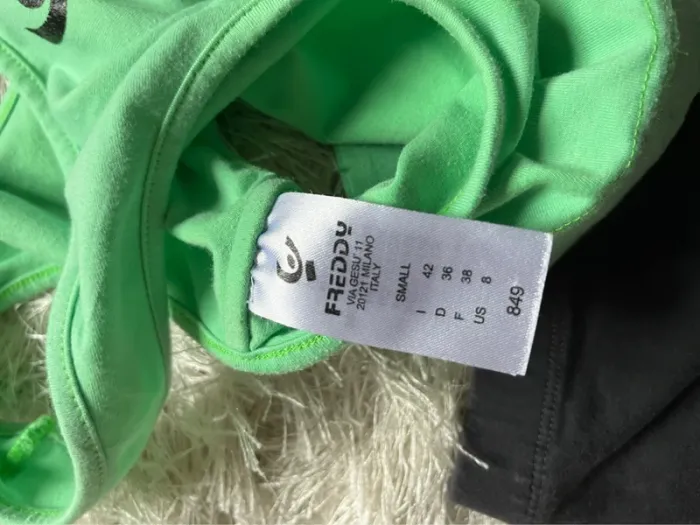 FREDDY
VIA GESU' 11
20121 MILANO
ITALY
SMALL
I 42
D 36
F 38
US 8
849